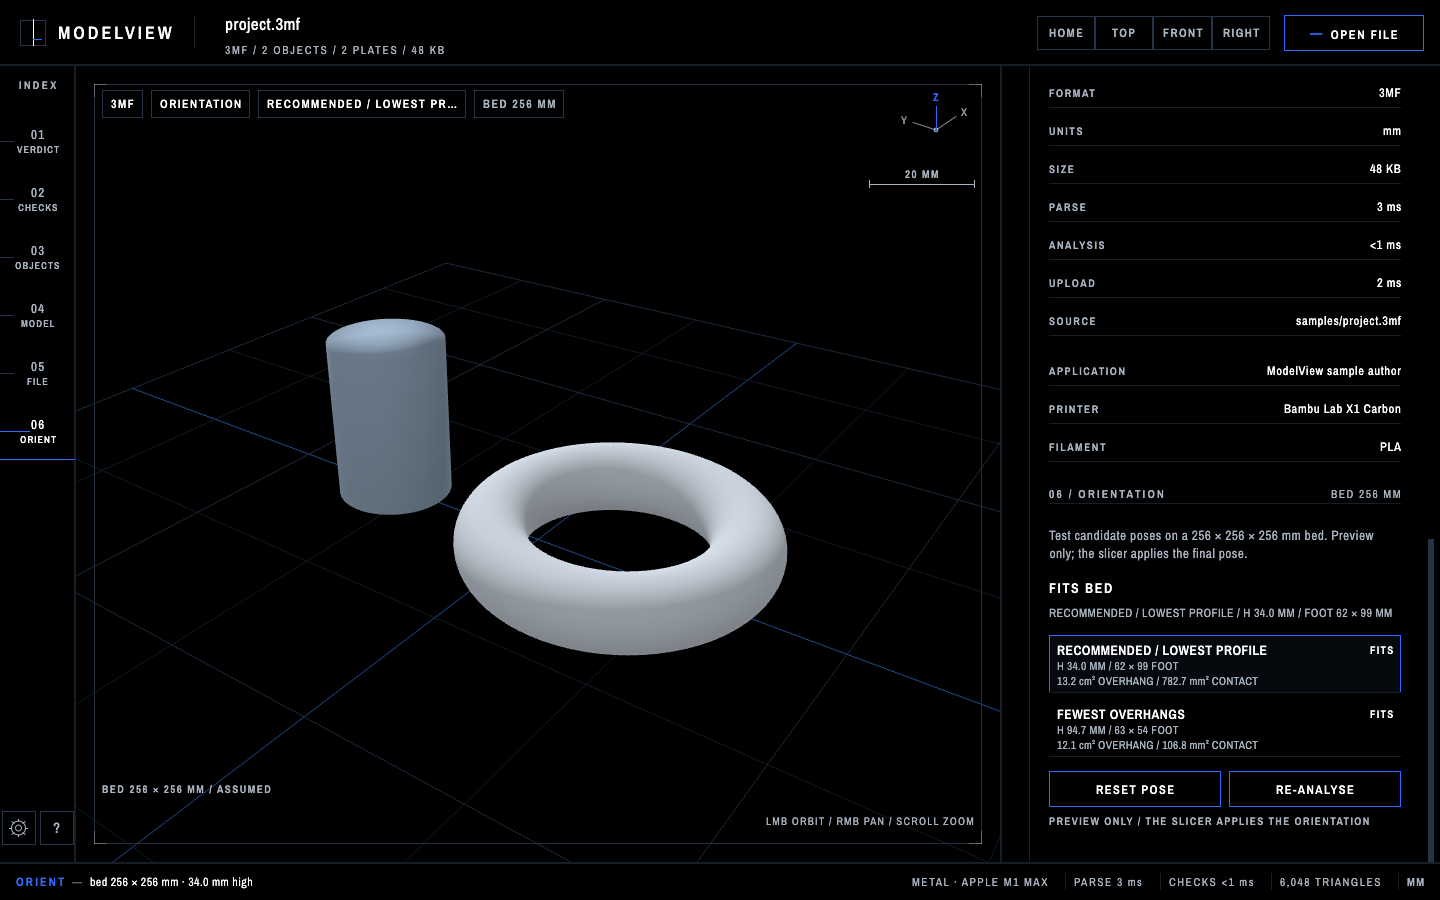 MODELVIEW
project.3mf
3MF / 2 OBJECTS / 2 PLATES / 48 KB
HOME
TOP
FRONT
RIGHT
— OPEN FILE
INDEX
01
VERDICT
02
CHECKS
03
OBJECTS
04
MODEL
05
FILE
06
ORIENT
?
3MF
ORIENTATION
RECOMMENDED / LOWEST PR...
BED 256 MM
Z
Y
X
20 MM
BED 256 × 256 MM / ASSUMED
LMB ORBIT / RMB PAN / SCROLL ZOOM
FORMAT 3MF
UNITS mm
SIZE 48 KB
PARSE 3 ms
ANALYSIS <1 ms
UPLOAD 2 ms
SOURCE samples/project.3mf
APPLICATION ModelView sample author
PRINTER Bambu Lab X1 Carbon
FILAMENT PLA
06 / ORIENTATION BED 256 MM
Test candidate poses on a 256 × 256 × 256 mm bed. Preview
only; the slicer applies the final pose.
FITS BED
RECOMMENDED / LOWEST PROFILE / H 34.0 MM / FOOT 62 × 99 MM
RECOMMENDED / LOWEST PROFILE FITS
H 34.0 MM / 62 × 99 FOOT
13.2 cm² OVERHANG / 782.7 mm² CONTACT
FEWEST OVERHANGS FITS
H 94.7 MM / 63 × 54 FOOT
12.1 cm² OVERHANG / 106.8 mm² CONTACT
RESET POSE
RE-ANALYSE
PREVIEW ONLY / THE SLICER APPLIES THE ORIENTATION
ORIENT — bed 256 × 256 mm · 34.0 mm high
METAL · APPLE M1 MAX
PARSE 3 ms
CHECKS <1 ms
6,048 TRIANGLES
MM